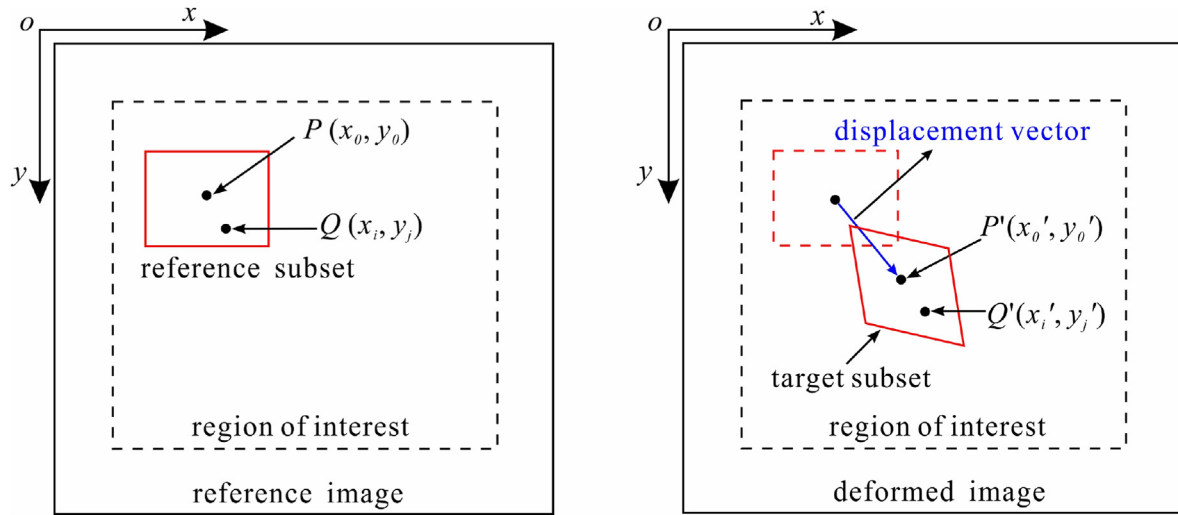 o
x
y
P (x₀, y₀)
Q (xᵢ, yⱼ)
reference subset
region of interest
reference image
o
x
y
displacement vector
P'(x₀', y₀')
Q'(xᵢ', yⱼ')
target subset
region of interest
deformed image